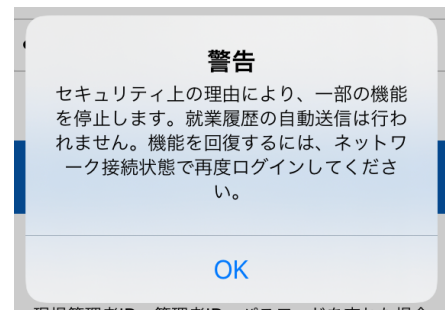 警告
セキュリティ上の理由により、一部の機能
を停止します。就業履歴の自動送信は行わ
れません。機能を回復するには、ネットワ
ーク接続状態で再度ログインしてくださ
い。
OK